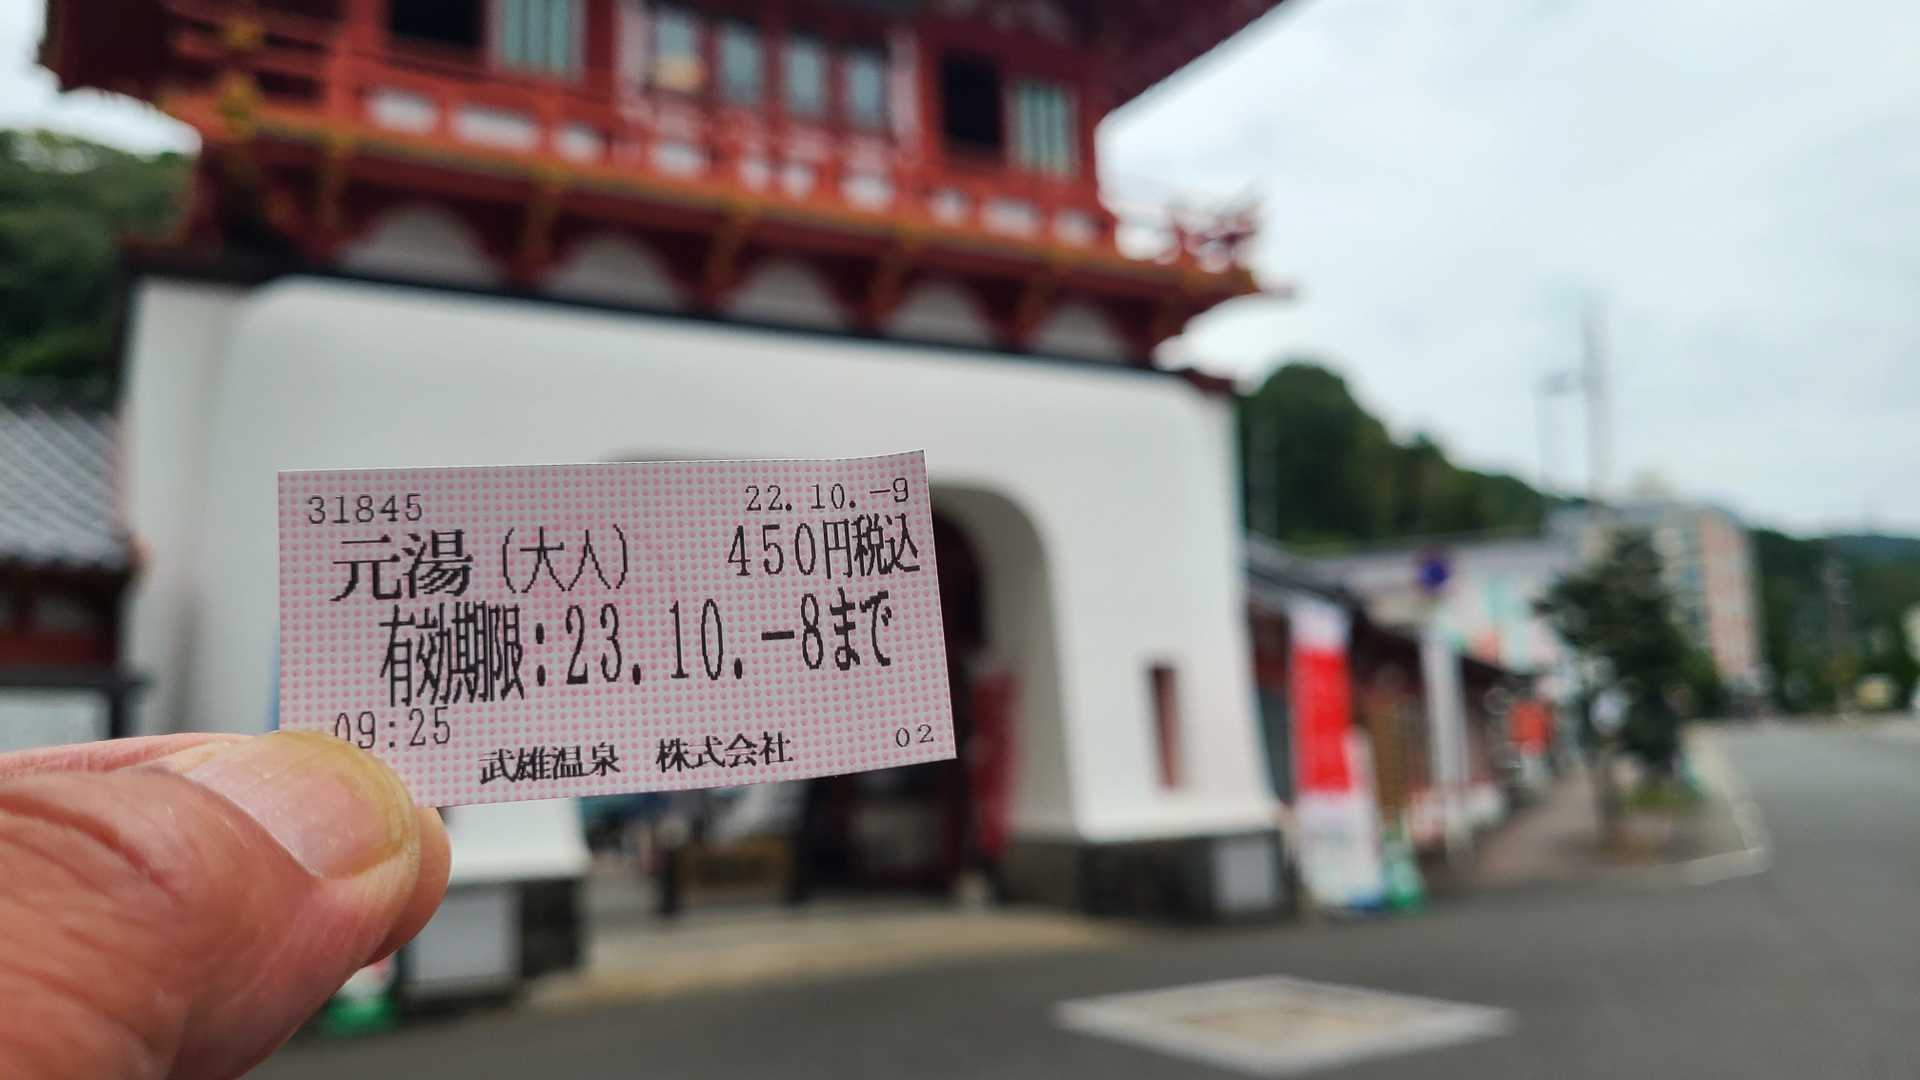 31845 22.10.-9
元湯(大人) 450円税込
有効期限:23.10.-8まで
09:25
武雄温泉 株式会社 02